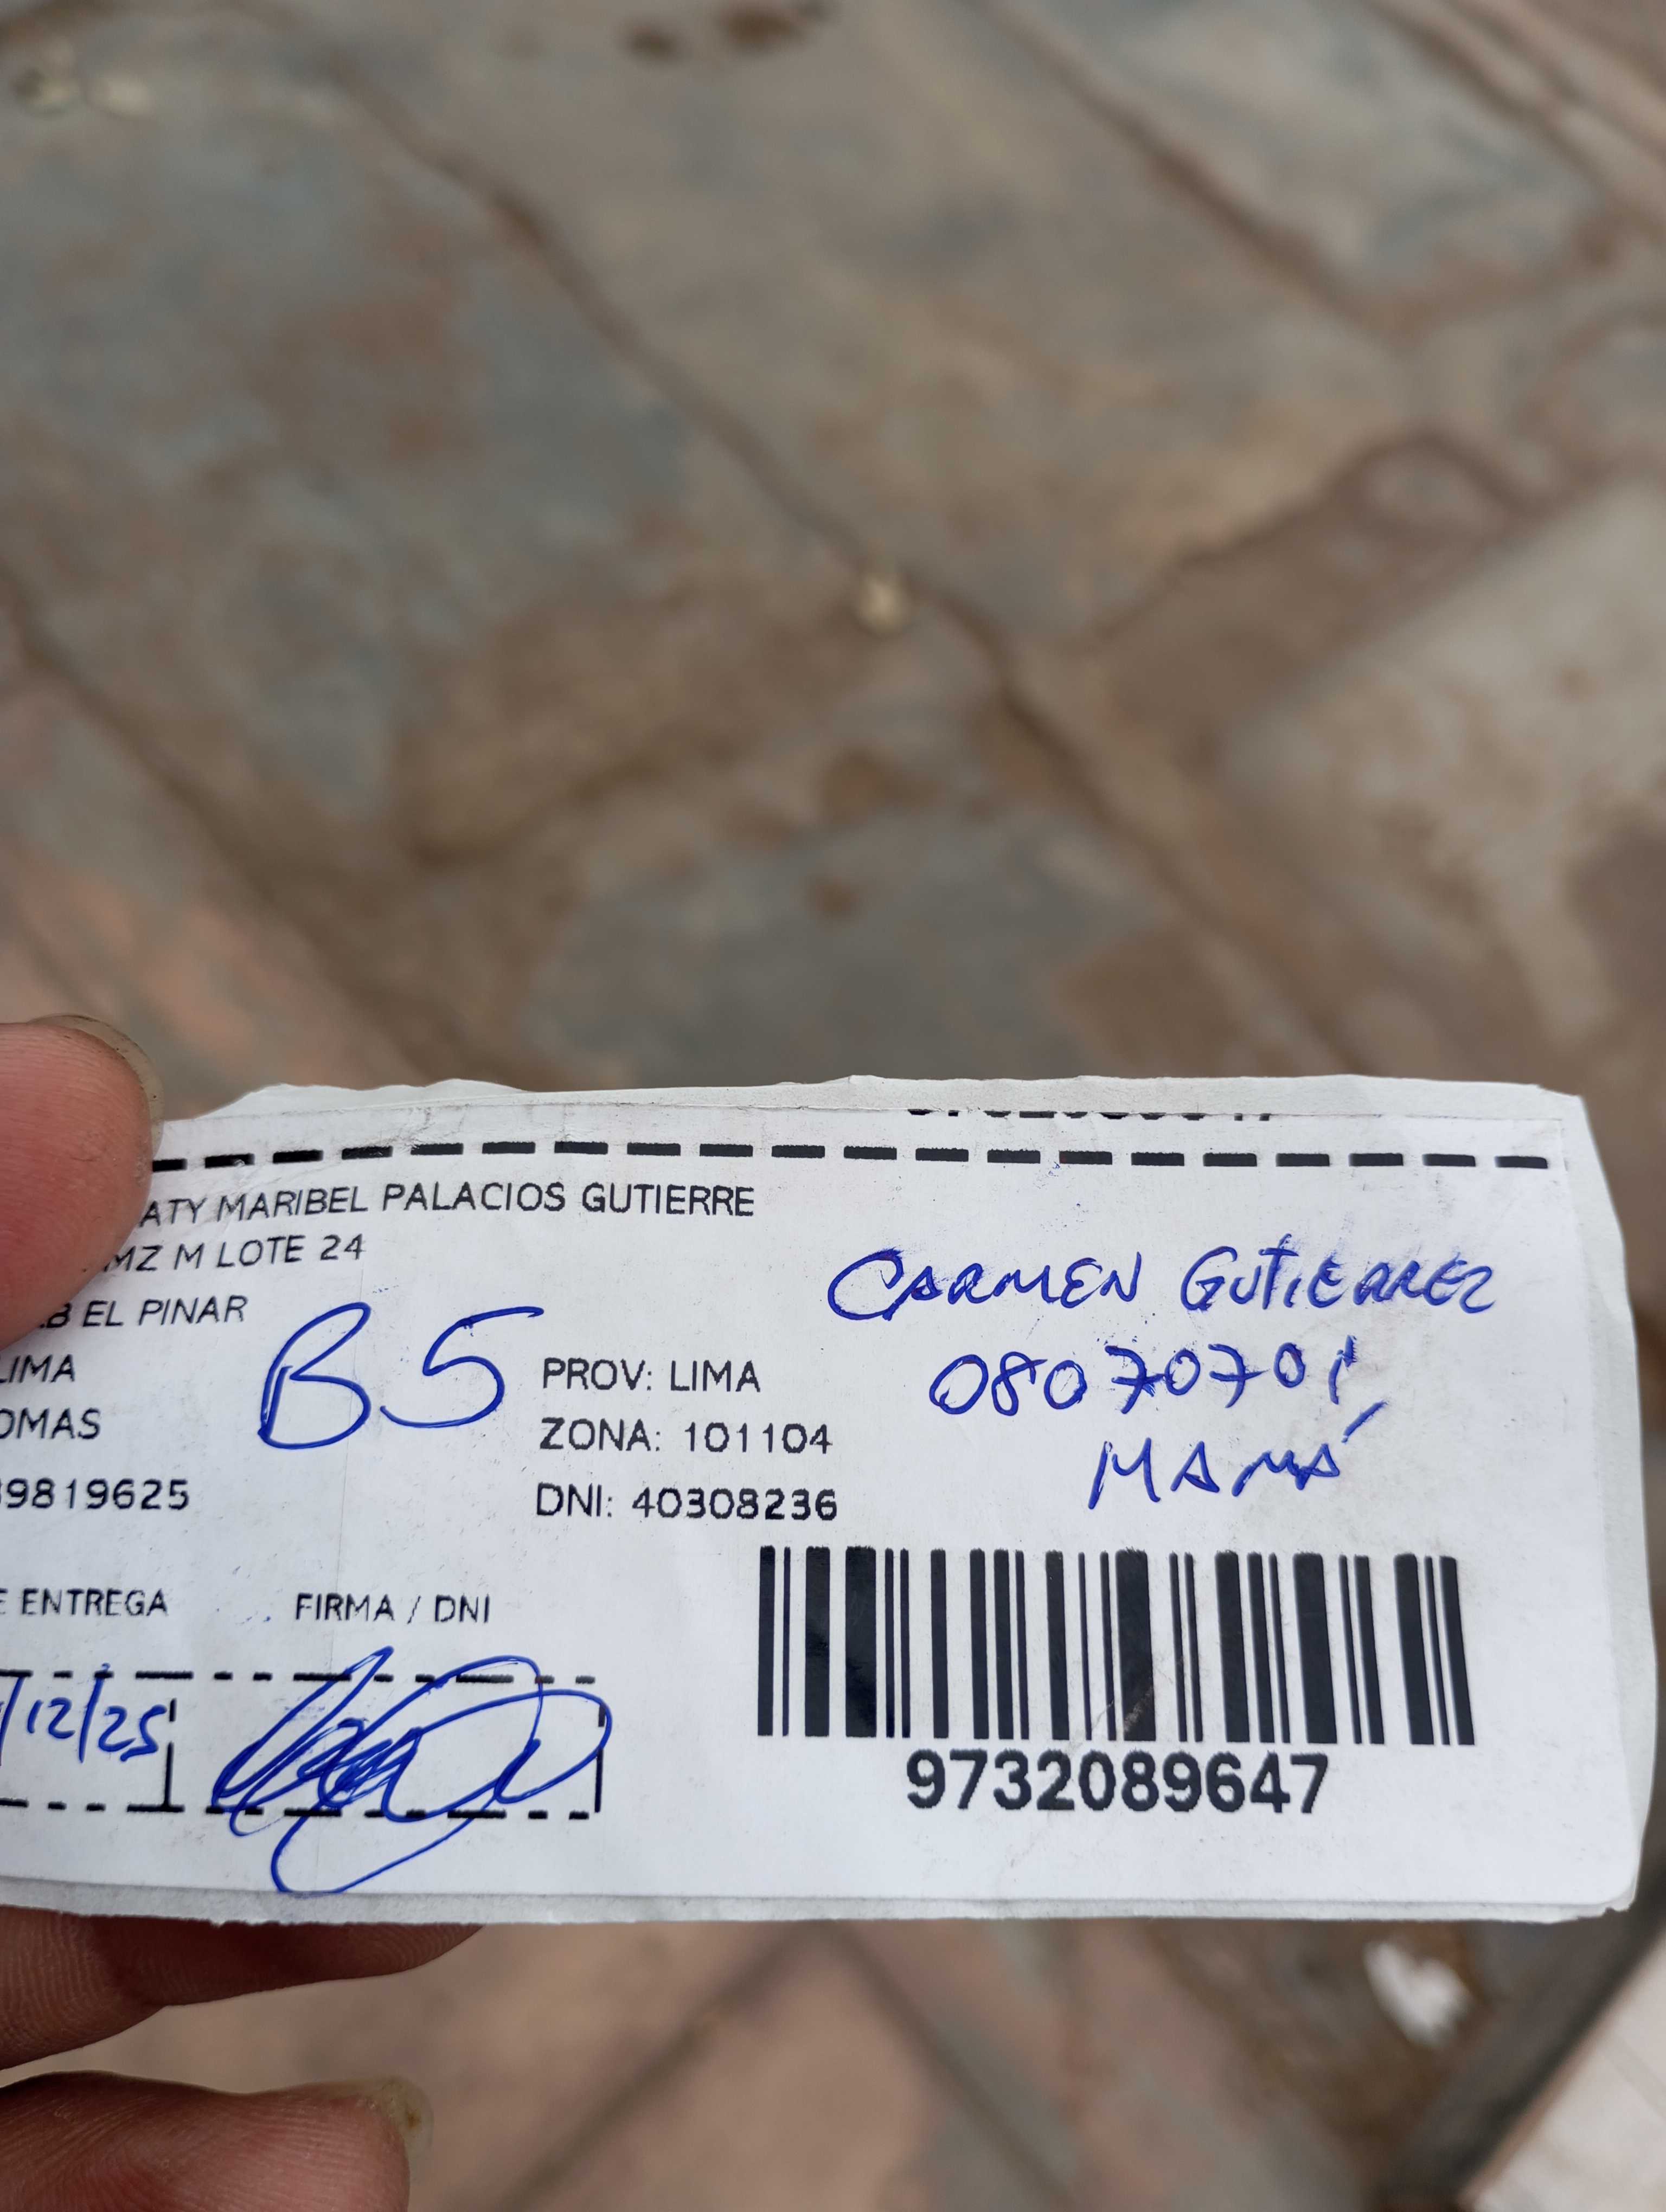 ATY MARIBEL PALACIOS GUTIERRE
MZ M LOTE 24
B EL PINAR
LIMA
B5
PROV: LIMA
OMAS
ZONA: 101104
9819625
DNI: 40308236
CARMEN GUTIERREZ
08070701
MAMÁ
E ENTREGA
FIRMA / DNI
/12/25
9732089647